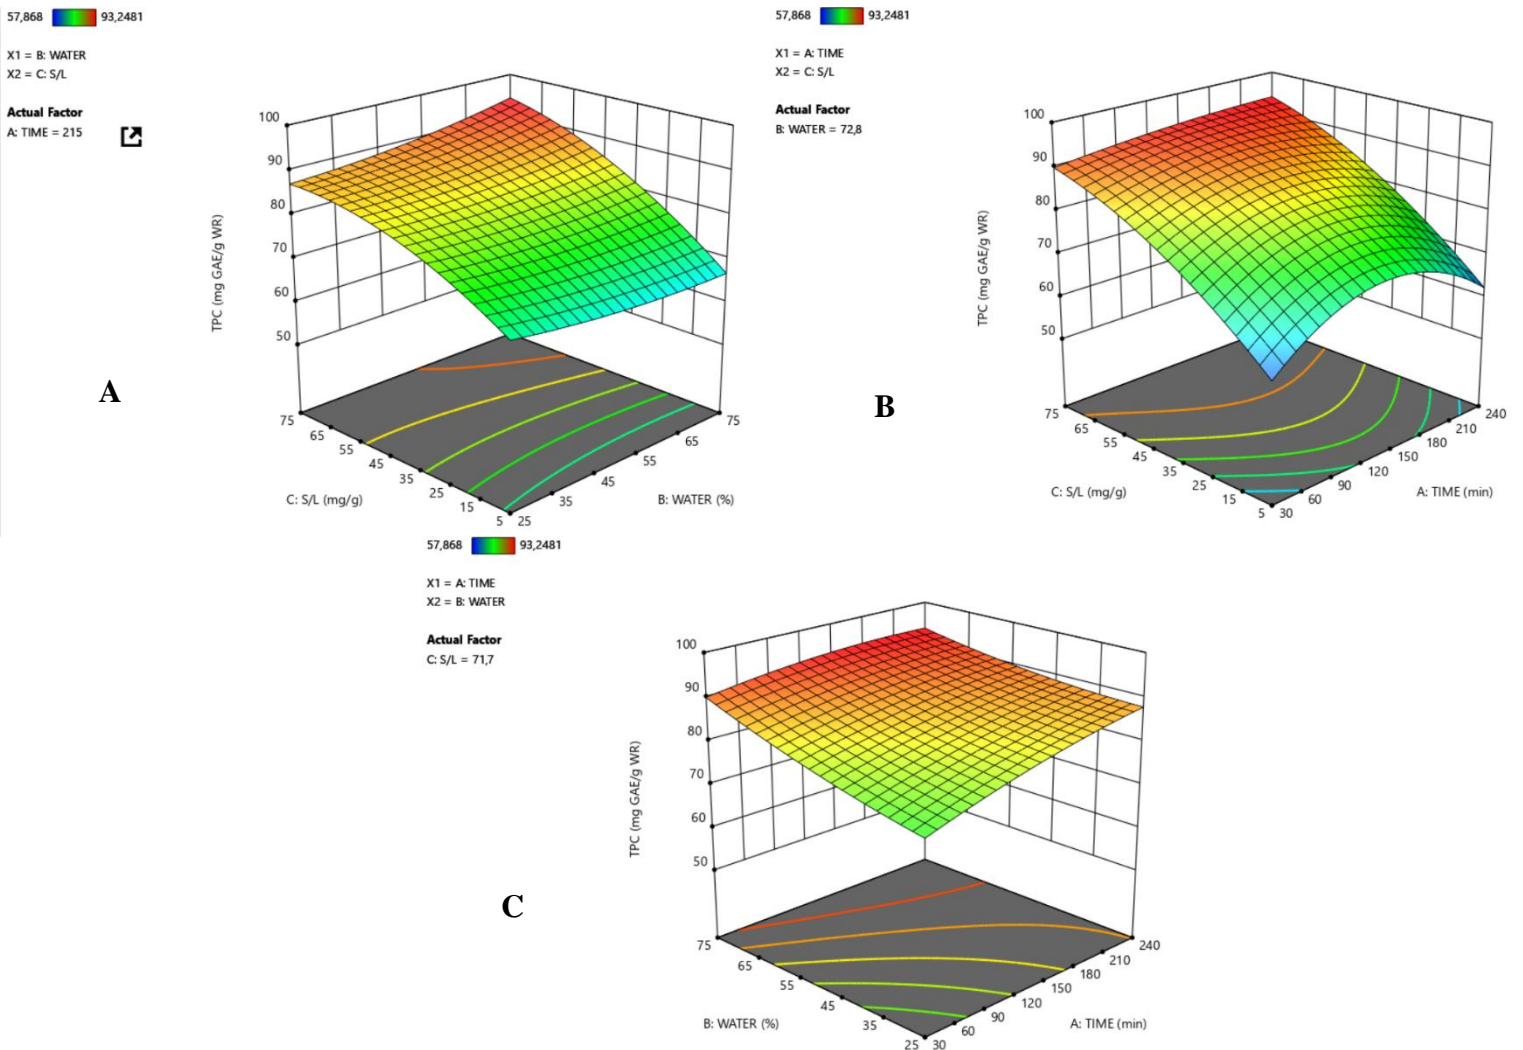 57,868 93,2481
X1 = B: WATER
X2 = C: S/L
Actual Factor
A: TIME = 215
100
90
80
70
60
50
TPC (mg GAE/g WR)
75
65
55
45
35
25
15
5
C: S/L (mg/g)
25
35
45
55
65
75
B: WATER (%)
A
57,868 93,2481
X1 = A: TIME
X2 = C: S/L
Actual Factor
B: WATER = 72,8
100
90
80
70
60
50
TPC (mg GAE/g WR)
75
65
55
45
35
25
15
5
C: S/L (mg/g)
30
60
90
120
150
180
210
240
A: TIME (min)
B
57,868 93,2481
X1 = A: TIME
X2 = B: WATER
Actual Factor
C: S/L = 71,7
100
90
80
70
60
50
TPC (mg GAE/g WR)
75
65
55
45
35
25
B: WATER (%)
30
60
90
120
150
180
210
240
A: TIME (min)
C